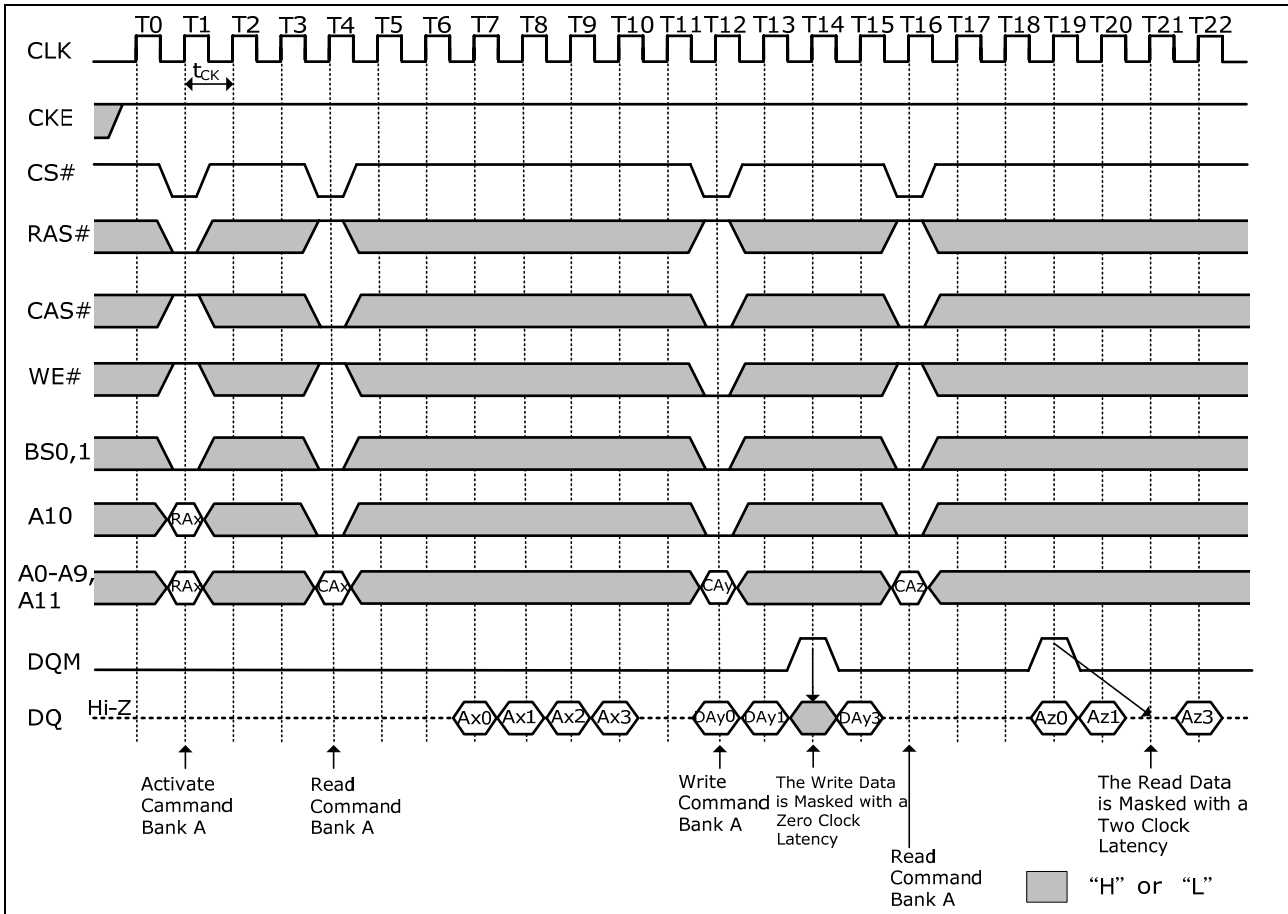 T0 T1 T2 T3 T4 T5 T6 T7 T8 T9 T10 T11 T12 T13 T14 T15 T16 T17 T18 T19 T20 T21 T22
CLK
tCK
CKE
CS#
RAS#
CAS#
WE#
BS0,1
A10
RAx
A0-A9,
A11
RAx CAx CAy CAz
DQM
Hi-Z
DQ
Ax0 Ax1 Ax2 Ax3 DAy0 DAy1 DAy3 Az0 Az1 Az3
Activate
Cammand
Bank A
Read
Command
Bank A
Write
Command
Bank A
The Write Data
is Masked with a
Zero Clock
Latency
Read
Command
Bank A
The Read Data
is Masked with a
Two Clock
Latency
“H” or “L”